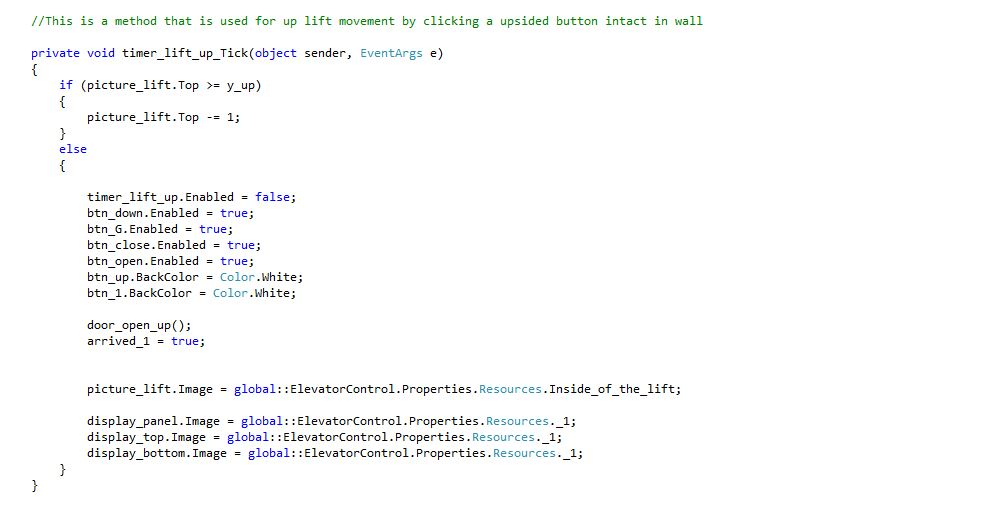 //This is a method that is used for up lift movement by clicking a upsided button intact in wall
private void timer_lift_up_Tick(object sender, EventArgs e)
{
if (picture_lift.Top >= y_up)
{
picture_lift.Top -= 1;
}
else
{
timer_lift_up.Enabled = false;
btn_down.Enabled = true;
btn_G.Enabled = true;
btn_close.Enabled = true;
btn_open.Enabled = true;
btn_up.BackColor = Color.White;
btn_1.BackColor = Color.White;
door_open_up();
arrived_1 = true;
picture_lift.Image = global::ElevatorControl.Properties.Resources.Inside_of_the_lift;
display_panel.Image = global::ElevatorControl.Properties.Resources._1;
display_top.Image = global::ElevatorControl.Properties.Resources._1;
display_bottom.Image = global::ElevatorControl.Properties.Resources._1;
}
}